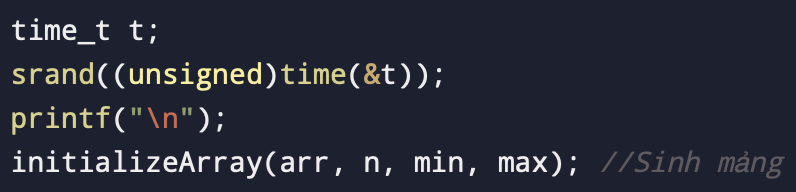 time_t t;
srand((unsigned)time(&t));
printf("\n");
initializeArray(arr, n, min, max); //Sinh mảng